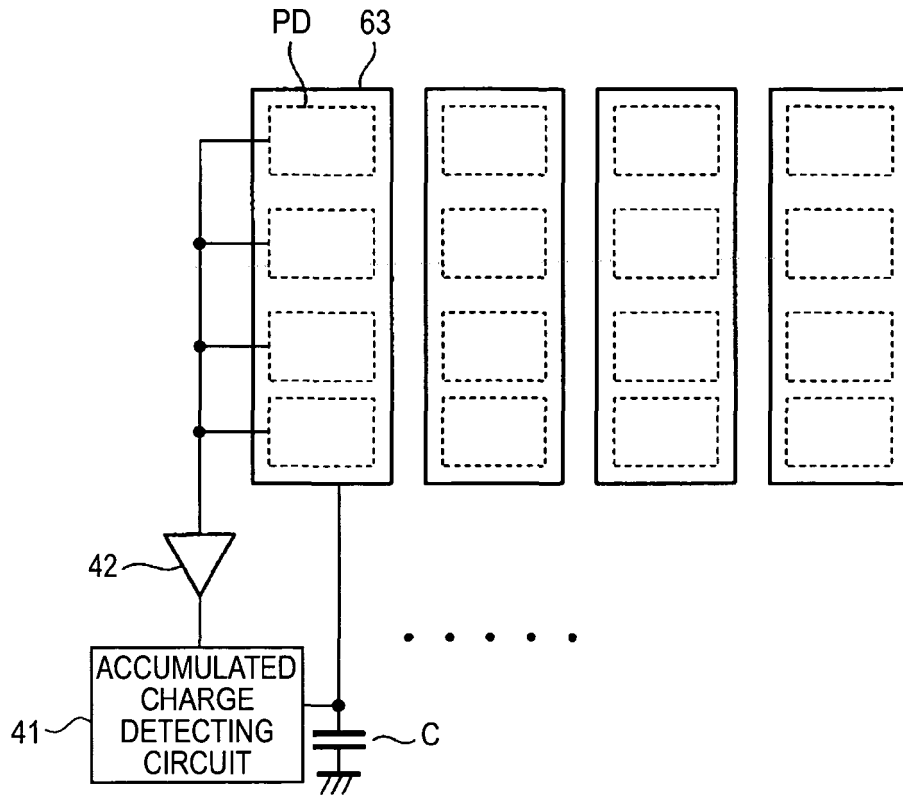 PD 63
42
ACCUMULATED
CHARGE
DETECTING
CIRCUIT
41
C